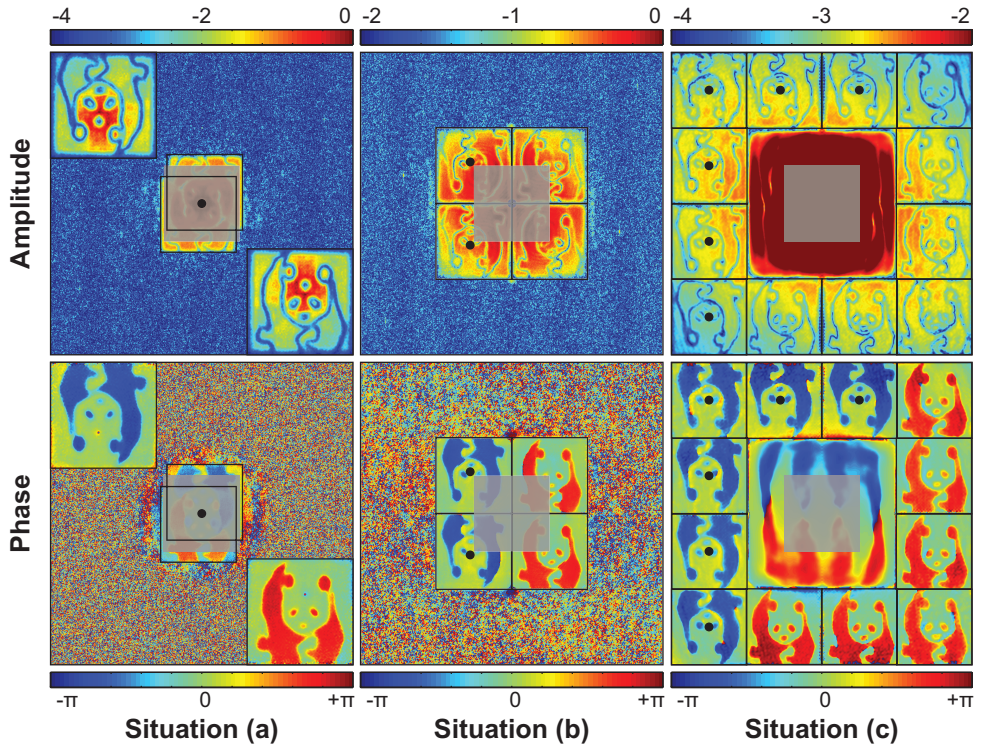 -4 -2 0 -2 -1 0 -4 -3 -2
Amplitude
Phase
-π 0 +π -π 0 +π -π 0 +π
Situation (a) Situation (b) Situation (c)